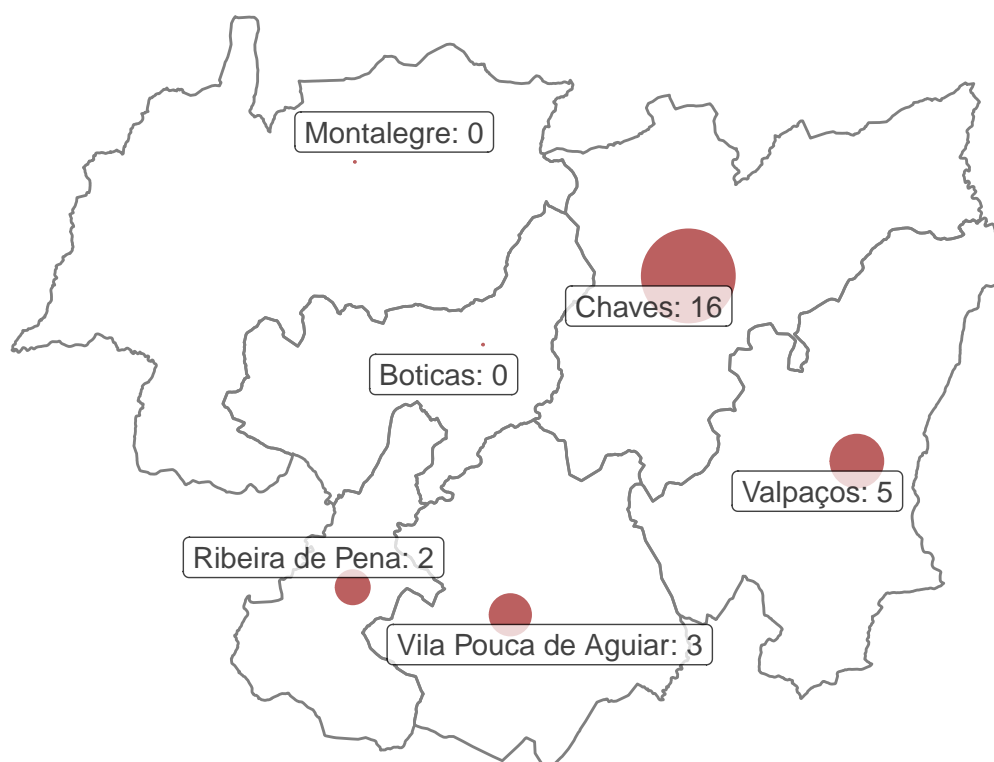 Montalegre: 0
Chaves: 16
Boticas: 0
Valpaços: 5
Ribeira de Pena: 2
Vila Pouca de Aguiar: 3